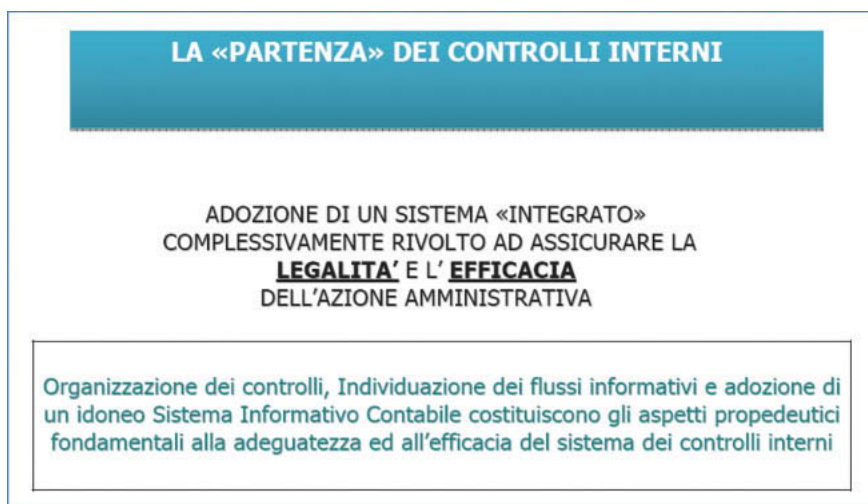 LA «PARTENZA» DEI CONTROLLI INTERNI
ADOZIONE DI UN SISTEMA «INTEGRATO»
COMPLESSIVAMENTE RIVOLTO AD ASSICURARE LA
LEGALITA’ E L’ EFFICACIA
DELL’AZIONE AMMINISTRATIVA
Organizzazione dei controlli, Individuazione dei flussi informativi e adozione di
un idoneo Sistema Informativo Contabile costituiscono gli aspetti propedeutici
fondamentali alla adeguatezza ed all’efficacia del sistema dei controlli interni